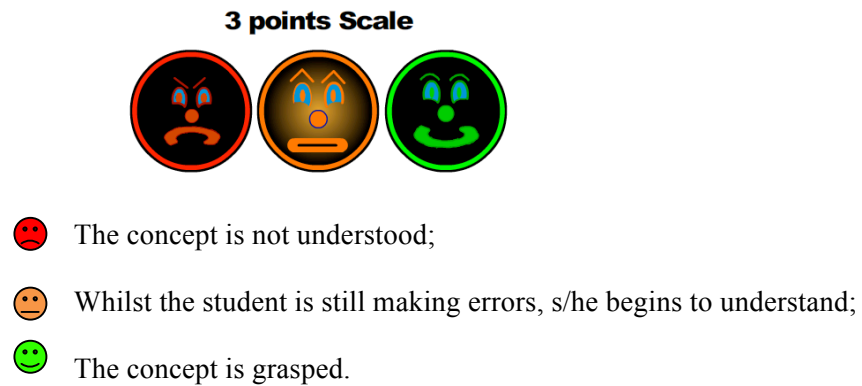 3 points Scale
The concept is not understood;
Whilst the student is still making errors, s/he begins to understand;
The concept is grasped.